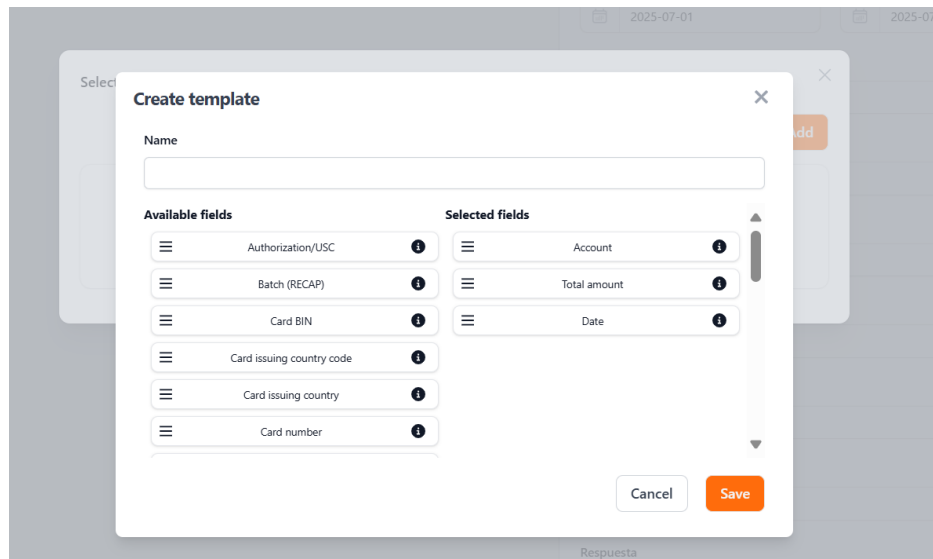 2025-07-01
2025-07
Select
Add
Create template
Name
Available fields
Selected fields
Authorization/USC
Account
Batch (RECAP)
Total amount
Card BIN
Date
Card issuing country code
Card issuing country
Card number
Cancel
Save
Respuesta